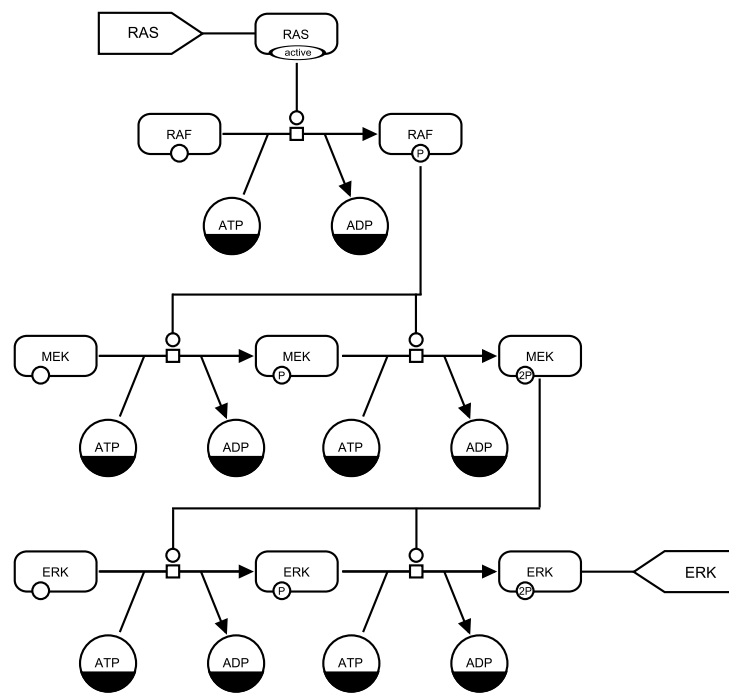 RAS
RAS
active
RAF
RAF
P
ATP
ADP
MEK
MEK
P
MEK
2P
ATP
ADP
ATP
ADP
ERK
ERK
P
ERK
2P
ERK
ATP
ADP
ATP
ADP